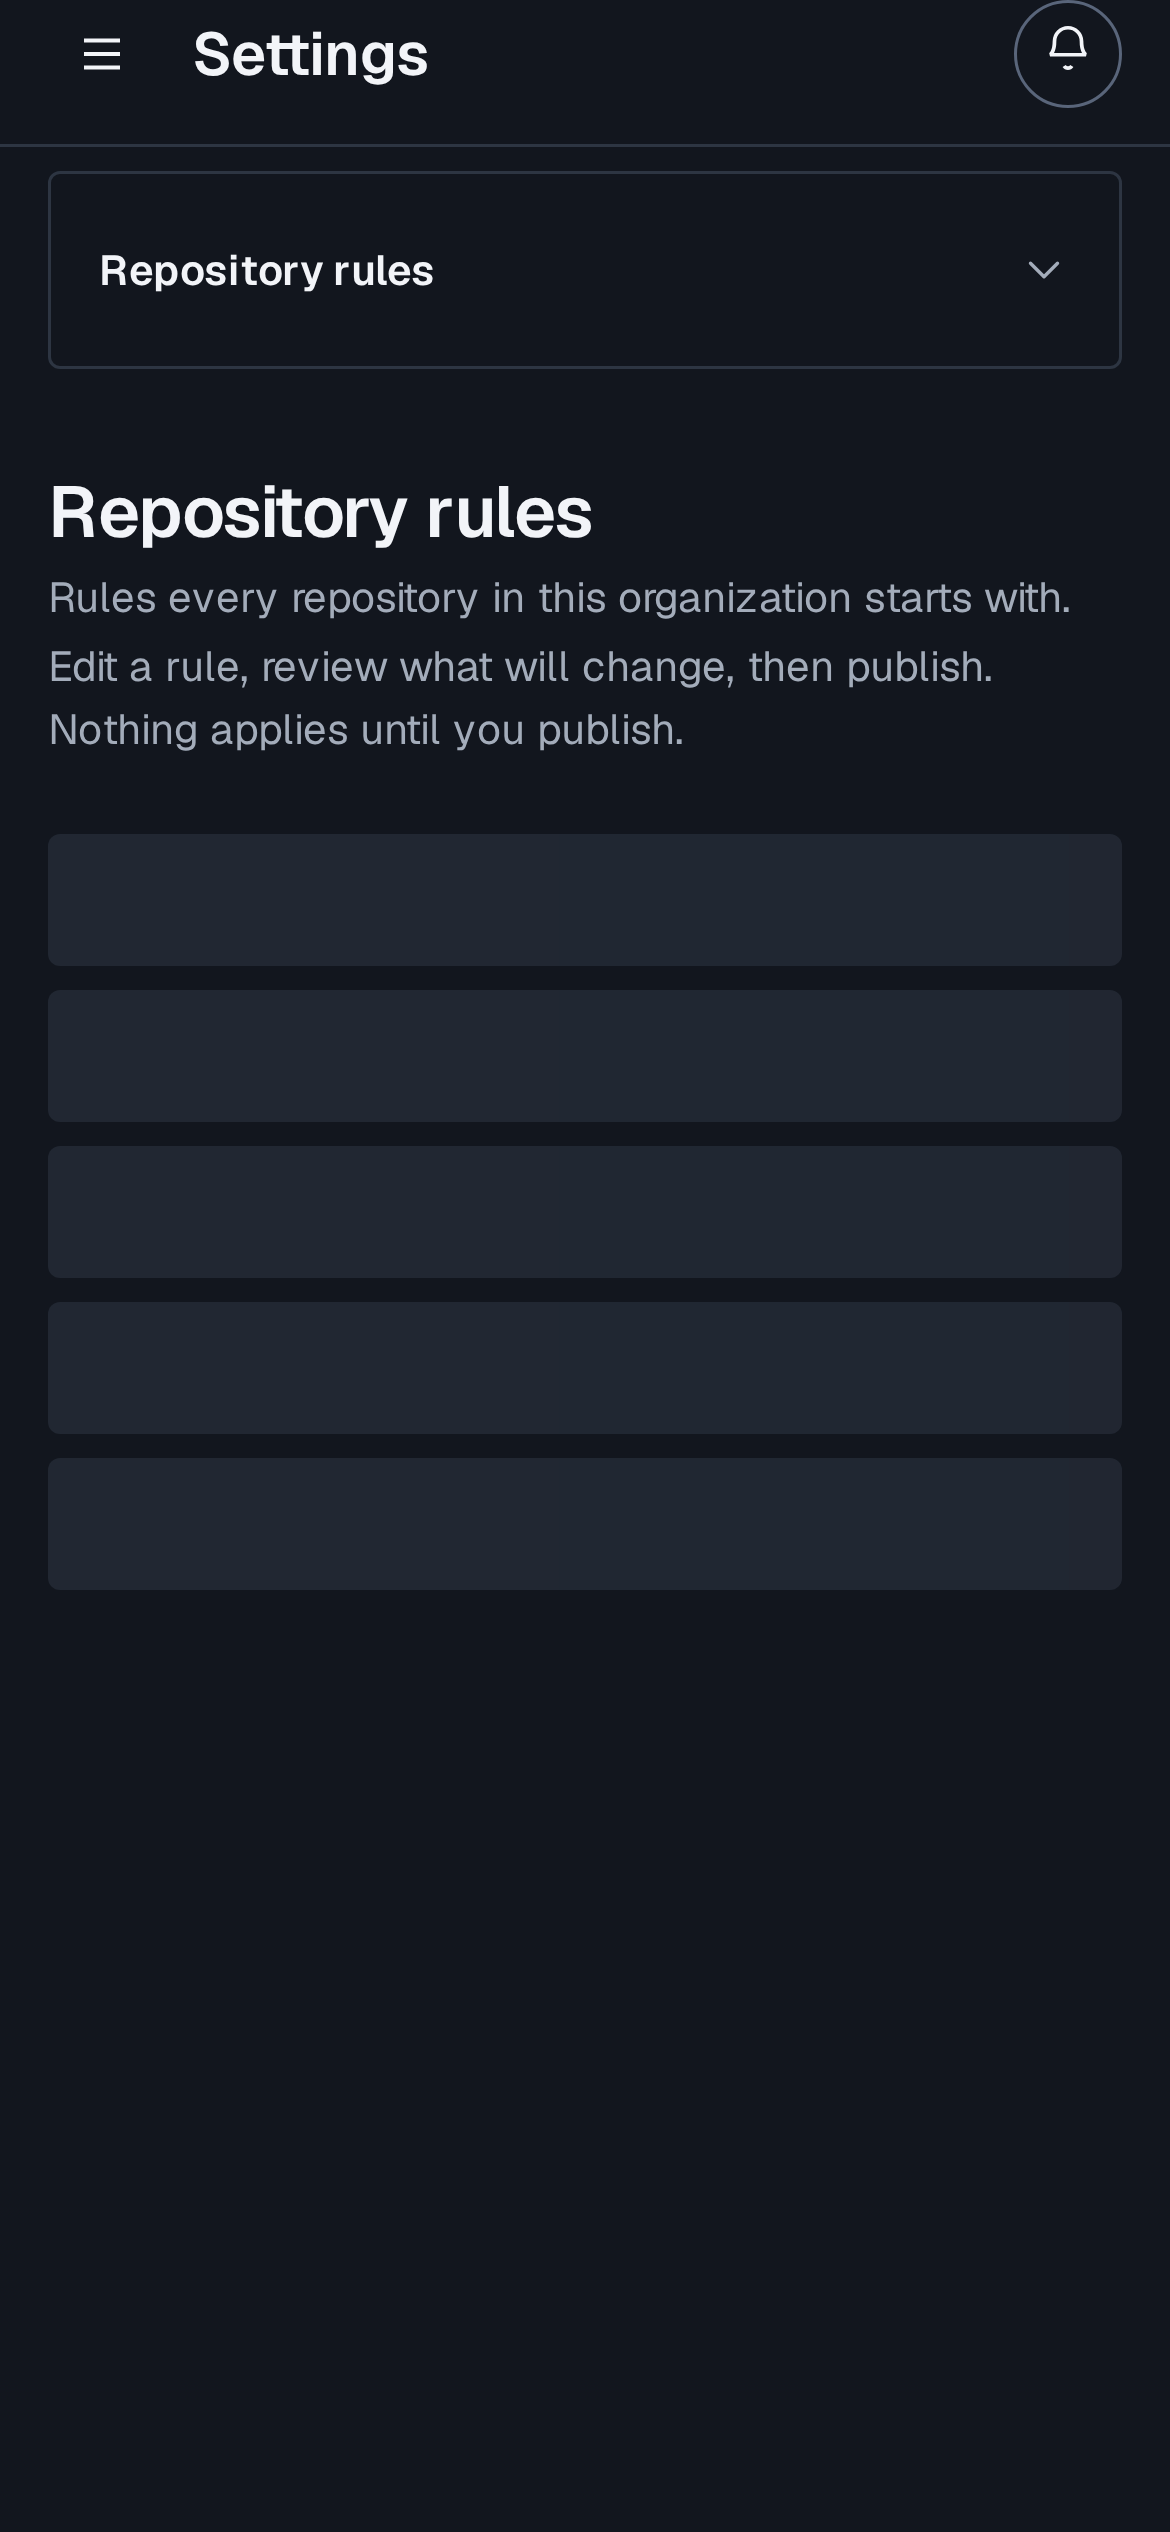 Settings
Repository rules
Repository rules
Rules every repository in this organization starts with.
Edit a rule, review what will change, then publish.
Nothing applies until you publish.